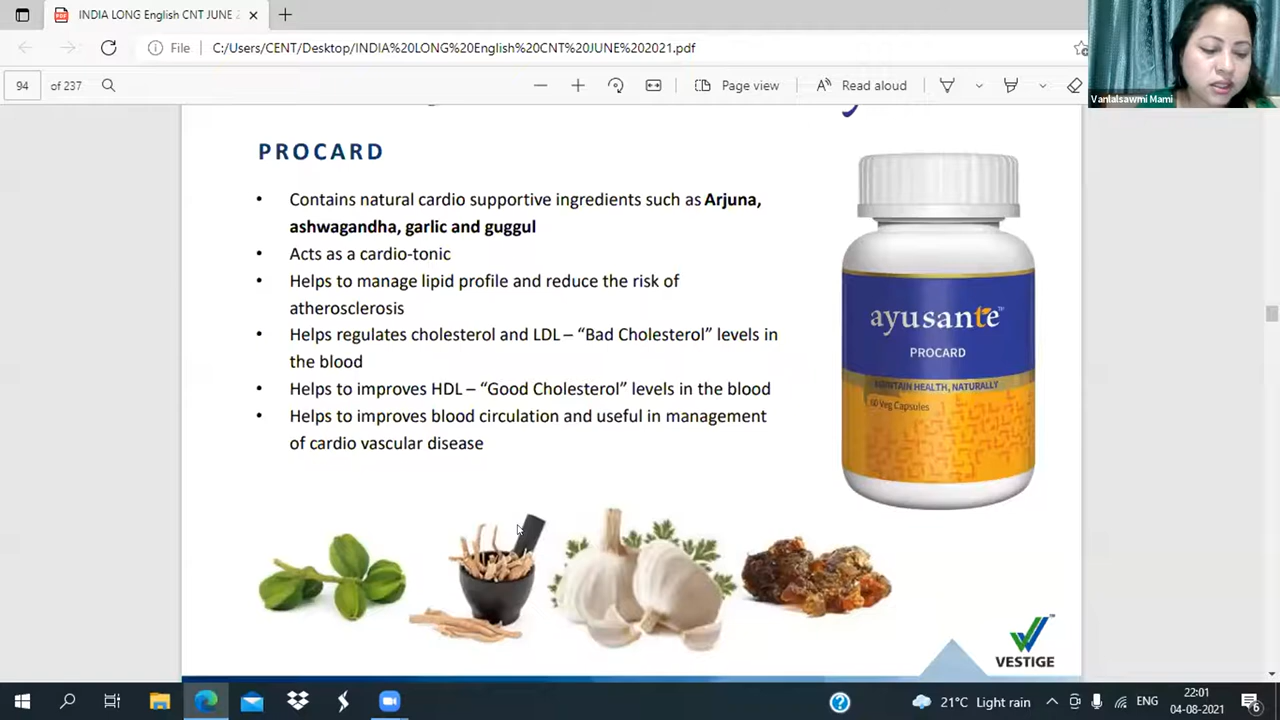 INDIA LONG English CNT JUNE 2
File
C:/Users/CENT/Desktop/INDIA%20LONG%20English%20CNT%20JUNE%202021.pdf
94 of 237
Page view
Read aloud
Vanlalsawmi Mami
PROCARD
• Contains natural cardio supportive ingredients such as Arjuna,
ashwagandha, garlic and guggul
• Acts as a cardio-tonic
• Helps to manage lipid profile and reduce the risk of
atherosclerosis
• Helps regulates cholesterol and LDL – “Bad Cholesterol” levels in
the blood
• Helps to improves HDL – “Good Cholesterol” levels in the blood
• Helps to improves blood circulation and useful in management
of cardio vascular disease
ayusante™
PROCARD
MAINTAIN HEALTH, NATURALLY
60 Veg Capsules
VESTIGE
21°C Light rain
ENG
22:01
04-08-2021
6